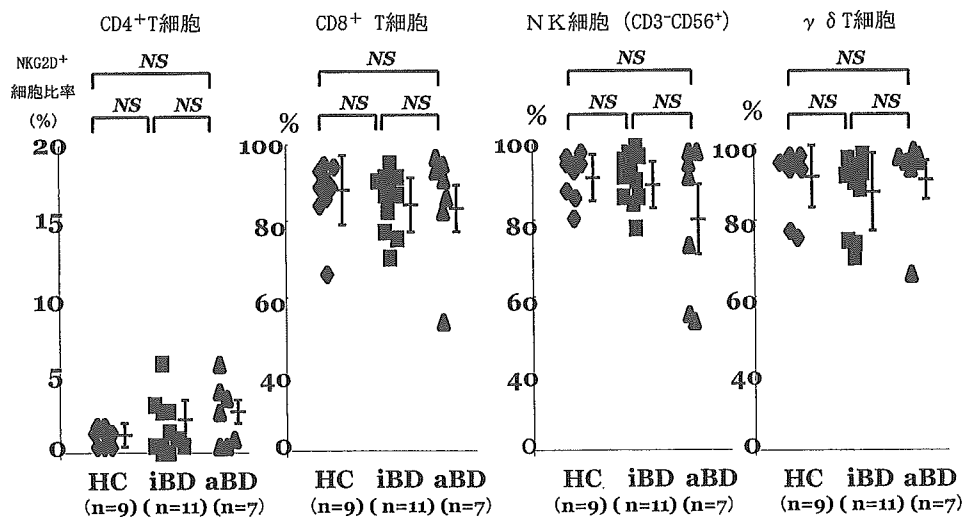 CD4⁺T細胞
CD8⁺ T細胞
NK細胞 (CD3⁻CD56⁺)
γ δ T細胞
NKG2D⁺
細胞比率
(%)
NS
NS NS
20
15
10
5
0
HC iBD aBD
(n=9) (n=11) (n=7)
NS
NS NS
%
100
80
60
40
0
HC iBD aBD
(n=9) (n=11) (n=7)
NS
NS NS
%
100
80
60
40
0
HC iBD aBD
(n=9) (n=11) (n=7)
NS
NS NS
%
100
80
60
40
0
HC iBD aBD
(n=9) (n=11) (n=7)